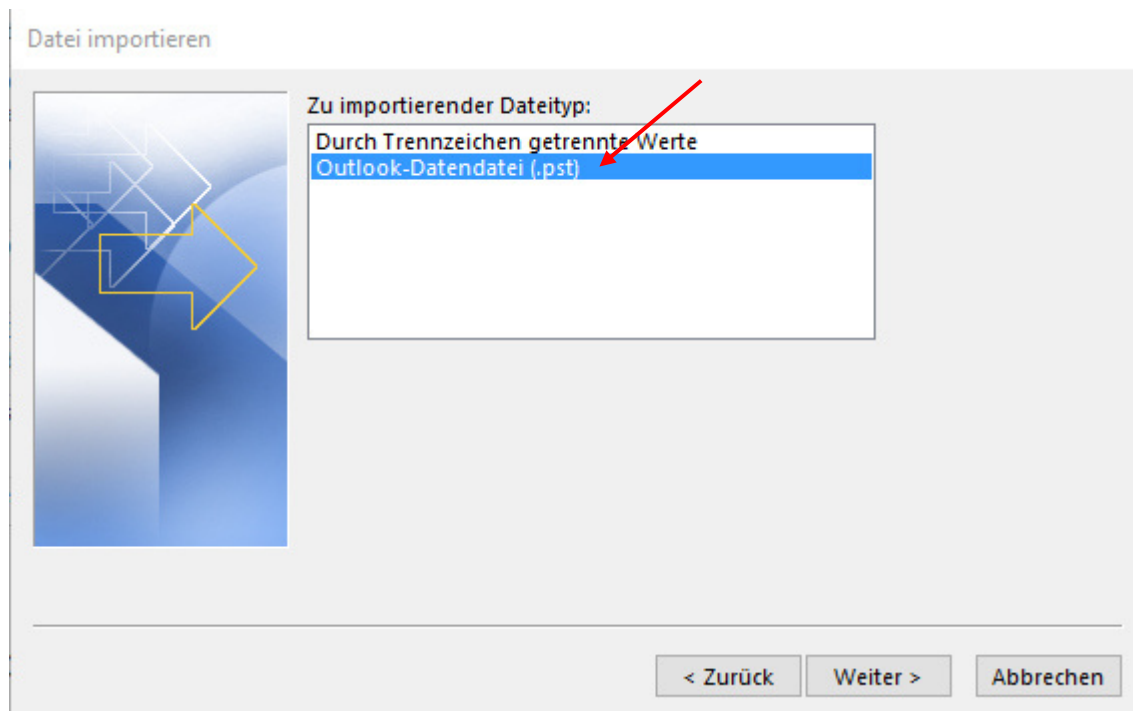 Datei importieren
Zu importierender Dateityp:
Durch Trennzeichen getrennte Werte
Outlook-Datendatei (.pst)
< Zurück
Weiter >
Abbrechen